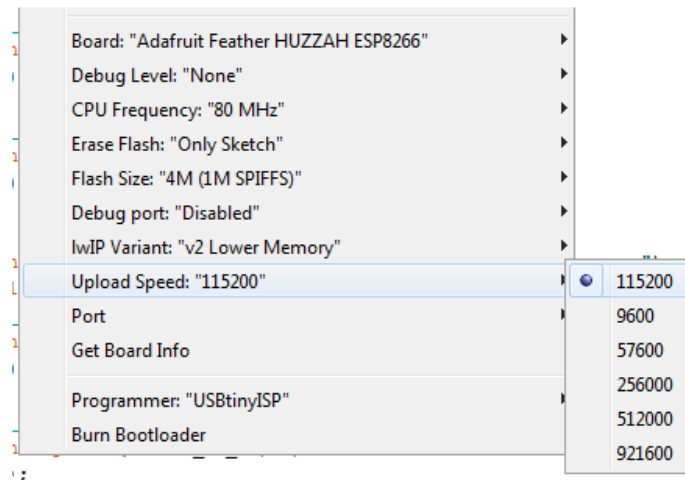 Board: "Adafruit Feather HUZZAH ESP8266"
Debug Level: "None"
CPU Frequency: "80 MHz"
Erase Flash: "Only Sketch"
Flash Size: "4M (1M SPIFFS)"
Debug port: "Disabled"
lwIP Variant: "v2 Lower Memory"
Upload Speed: "115200"
Port
Get Board Info
Programmer: "USBtinyISP"
Burn Bootloader
115200
9600
57600
256000
512000
921600